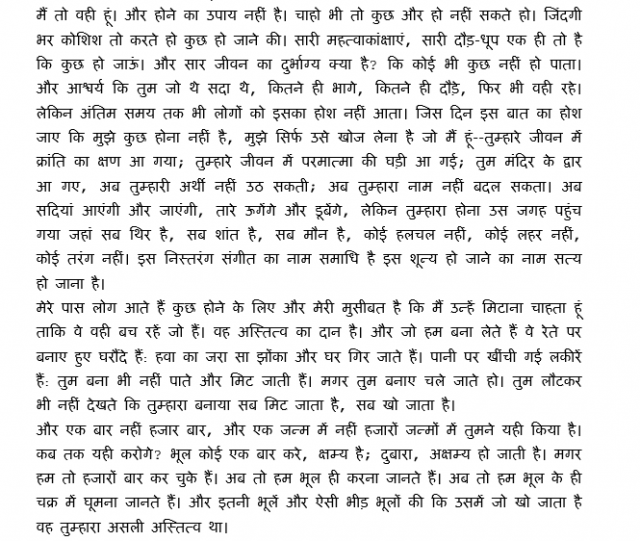 मैं तो वही हूं। और होने का उपाय नहीं है। चाहो भी तो कुछ और हो नहीं सकते हो। जिंदगी
भर कोशिश तो करते हो कुछ हो जाने की। सारी महत्वाकांक्षाएं, सारी दौड़-धूप एक ही तो है
कि कुछ हो जाऊं। और सार जीवन का दुर्भाग्य क्या है? कि कोई भी कुछ नहीं हो पाता।
और आश्चर्य कि तुम जो थे सदा थे, कितने ही भागे, कितने ही दौड़े, फिर भी वही रहे।
लेकिन अंतिम समय तक भी लोगों को इसका होश नहीं आता। जिस दिन इस बात का होश
जाए कि मुझे कुछ होना नहीं है, मुझे सिर्फ उसे खोज लेना है जो मैं हूं--तुम्हारे जीवन में
क्रांति का क्षण आ गया; तुम्हारे जीवन में परमात्मा की घड़ी आ गई; तुम मंदिर के द्वार
आ गए, अब तुम्हारी अर्थी नहीं उठ सकती; अब तुम्हारा नाम नहीं बदल सकता। अब
सदियां आएंगी और जाएंगी, तारे ऊगेंगे और डूबेंगे, लेकिन तुम्हारा होना उस जगह पहुंच
गया जहां सब थिर है, सब शांत है, सब मौन है, कोई हलचल नहीं, कोई लहर नहीं,
कोई तरंग नहीं। इस निस्तरंग संगीत का नाम समाधि है इस शून्य हो जाने का नाम सत्य
हो जाना है।
मेरे पास लोग आते हैं कुछ होने के लिए और मेरी मुसीबत है कि मैं उन्हें मिटाना चाहता हूं
ताकि वे वही बच रहें जो हैं। वह अस्तित्व का दान है। और जो हम बना लेते हैं वे रेते पर
बनाए हुए घरौंदे हैं: हवा का जरा सा झोंका और घर गिर जाते हैं। पानी पर खींची गई लकीरें
हैं: तुम बना भी नहीं पाते और मिट जाती हैं। मगर तुम बनाए चले जाते हो। तुम लौटकर
भी नहीं देखते कि तुम्हारा बनाया सब मिट जाता है, सब खो जाता है।
और एक बार नहीं हजार बार, और एक जन्म में नहीं हजारों जन्मों में तुमने यही किया है।
कब तक यही करोगे? भूल कोई एक बार करे, क्षम्य है; दुबारा, अक्षम्य हो जाती है। मगर
हम तो हजारों बार कर चुके हैं। अब तो हम भूल ही करना जानते हैं। अब तो हम भूल के ही
चक्र में घूमना जानते हैं। और इतनी भूलें और ऐसी भीड़ भूलों की कि उसमें जो खो जाता है
वह तुम्हारा असली अस्तित्व था।